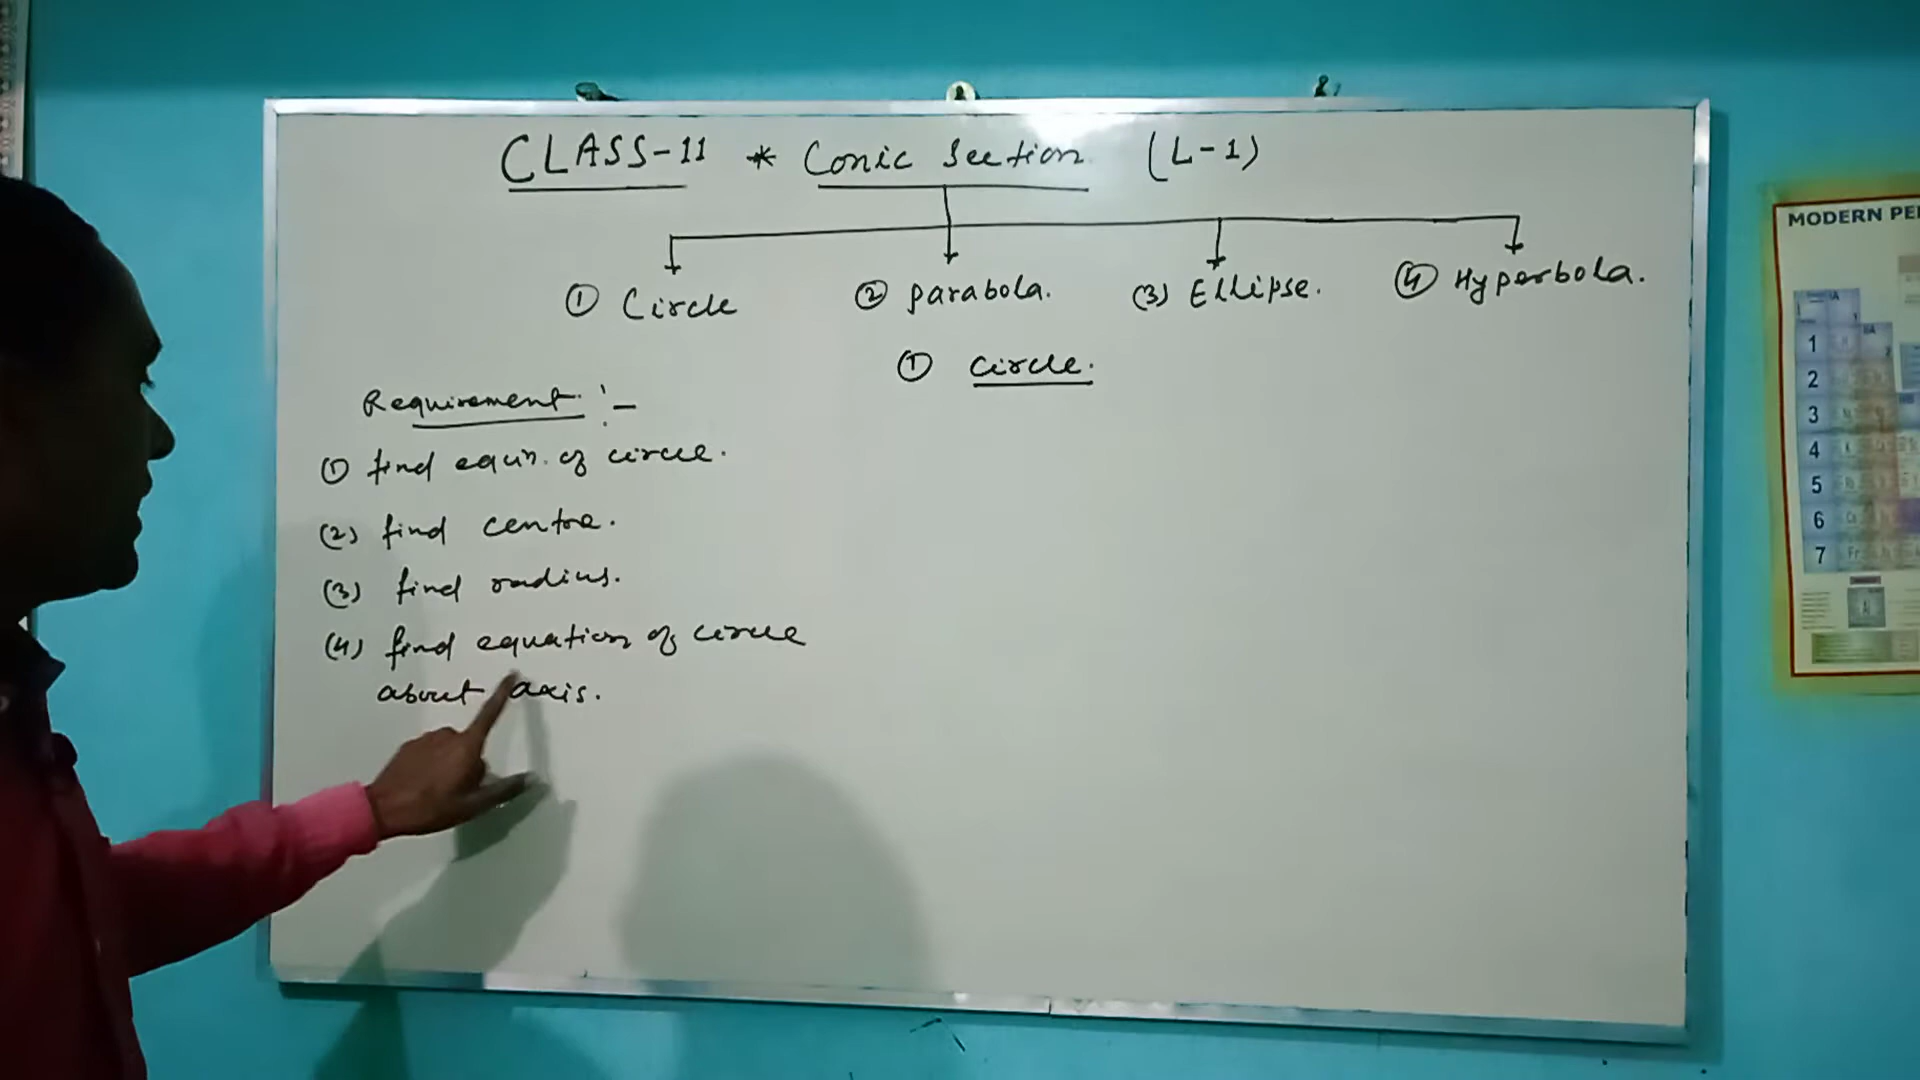 CLASS-11 * Conic Section (L-1)
① Circle ② parabola. (3) Ellipse. ④ Hyperbola.
① circle.
Requirement :-
① find equn. of circle.
(2) find centre.
(3) find radius.
(4) find equation of circle
about axis.
MODERN PE
1
2
3
4
5
6
7